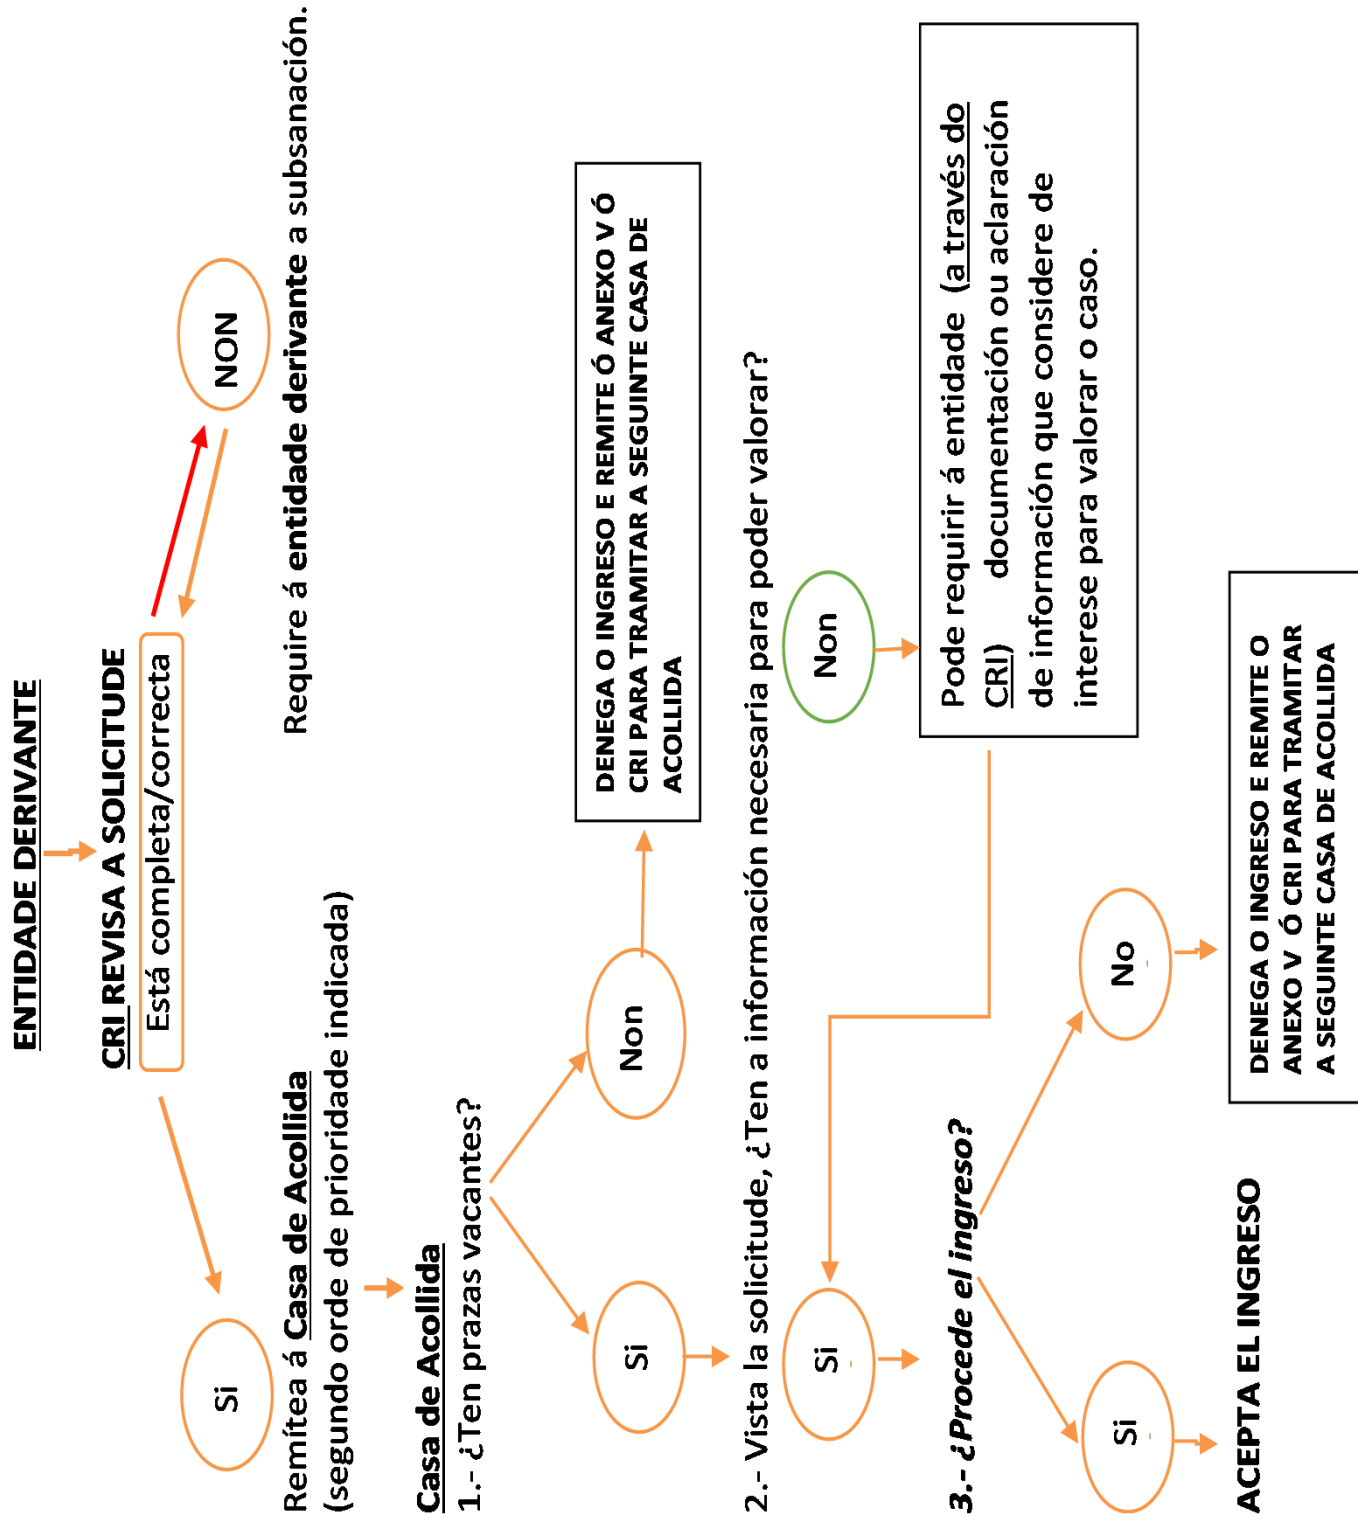 ENTIDADE DERIVANTE
CRI REVISA A SOLICITUDE
Está completa/correcta
Si
NON
Remítea á Casa de Acollida
(segundo orde de prioridade indicada)
Require á entidade derivante a subsanación.
Casa de Acollida
1.- ¿Ten prazas vacantes?
Si
Non
DENEGA O INGRESO E REMITE Ó ANEXO V Ó
CRI PARA TRAMITAR A SEGUINTE CASA DE
ACOLLIDA
2.- Vista la solicitude, ¿Ten a información necesaria para poder valorar?
Si
Non
Pode requirir á entidade (a través do
CRI) documentación ou aclaración
de información que considere de
interese para valorar o caso.
3.- ¿Procede el ingreso?
Si
No
ACEPTA EL INGRESO
DENEGA O INGRESO E REMITE O
ANEXO V Ó CRI PARA TRAMITAR
A SEGUINTE CASA DE ACOLLIDA